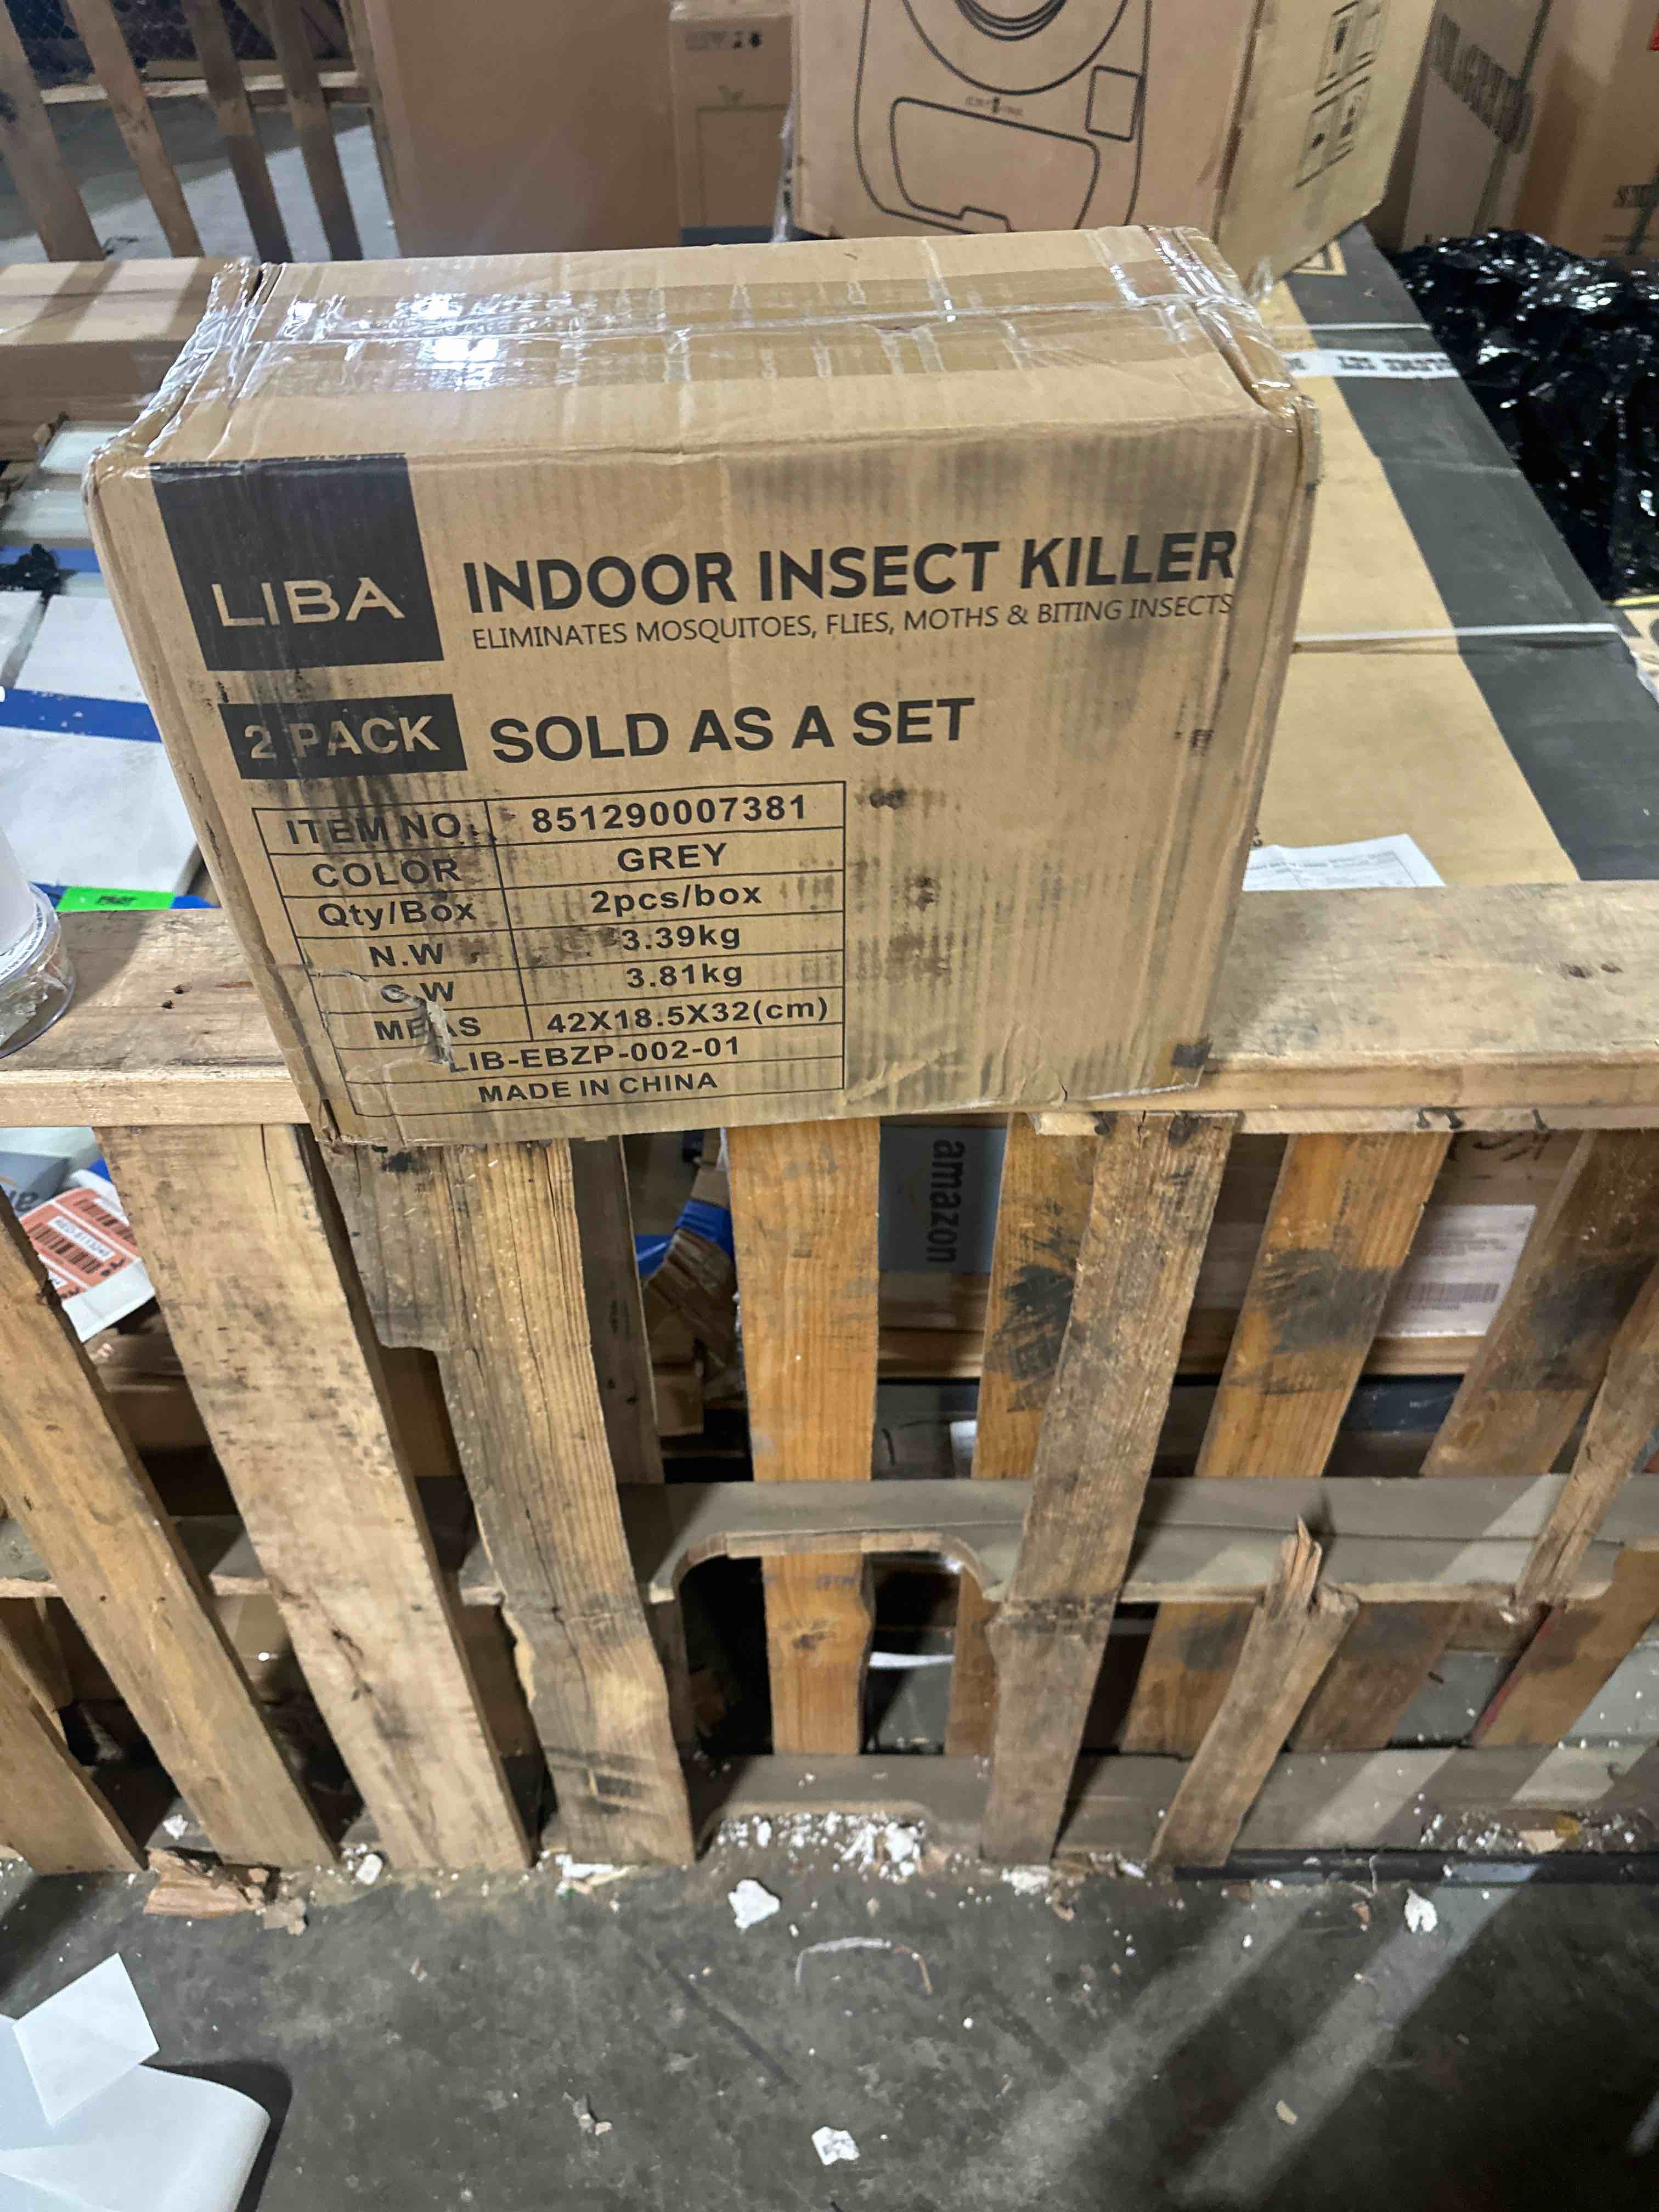 LIBA
INDOOR INSECT KILLER
ELIMINATES MOSQUITOES, FLIES, MOTHS & BITING INSECTS
2 PACK
SOLD AS A SET
ITEM NO. 851290007381
COLOR GREY
Qty/Box 2pcs/box
N.W 3.39kg
G.W 3.81kg
MEAS 42X18.5X32(cm)
LIB-EBZP-002-01
MADE IN CHINA
amazon